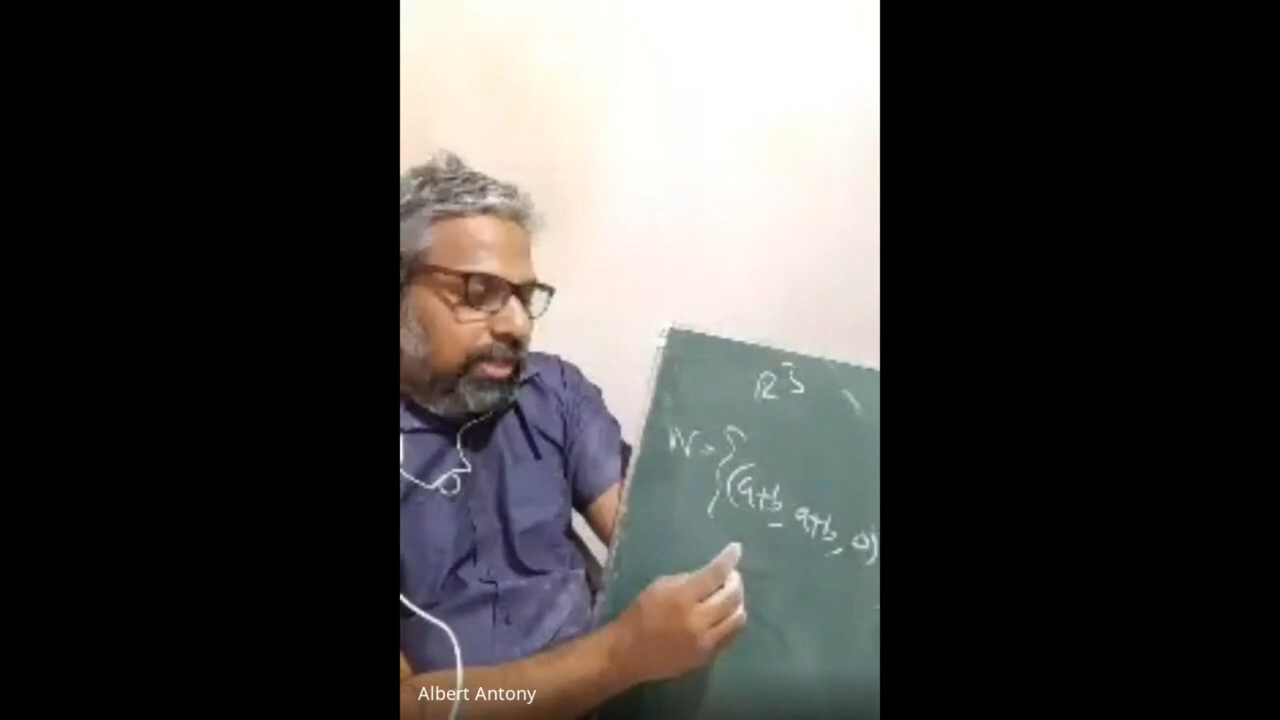 R³
W = {
(a+b, a+b, 0)
Albert Antony